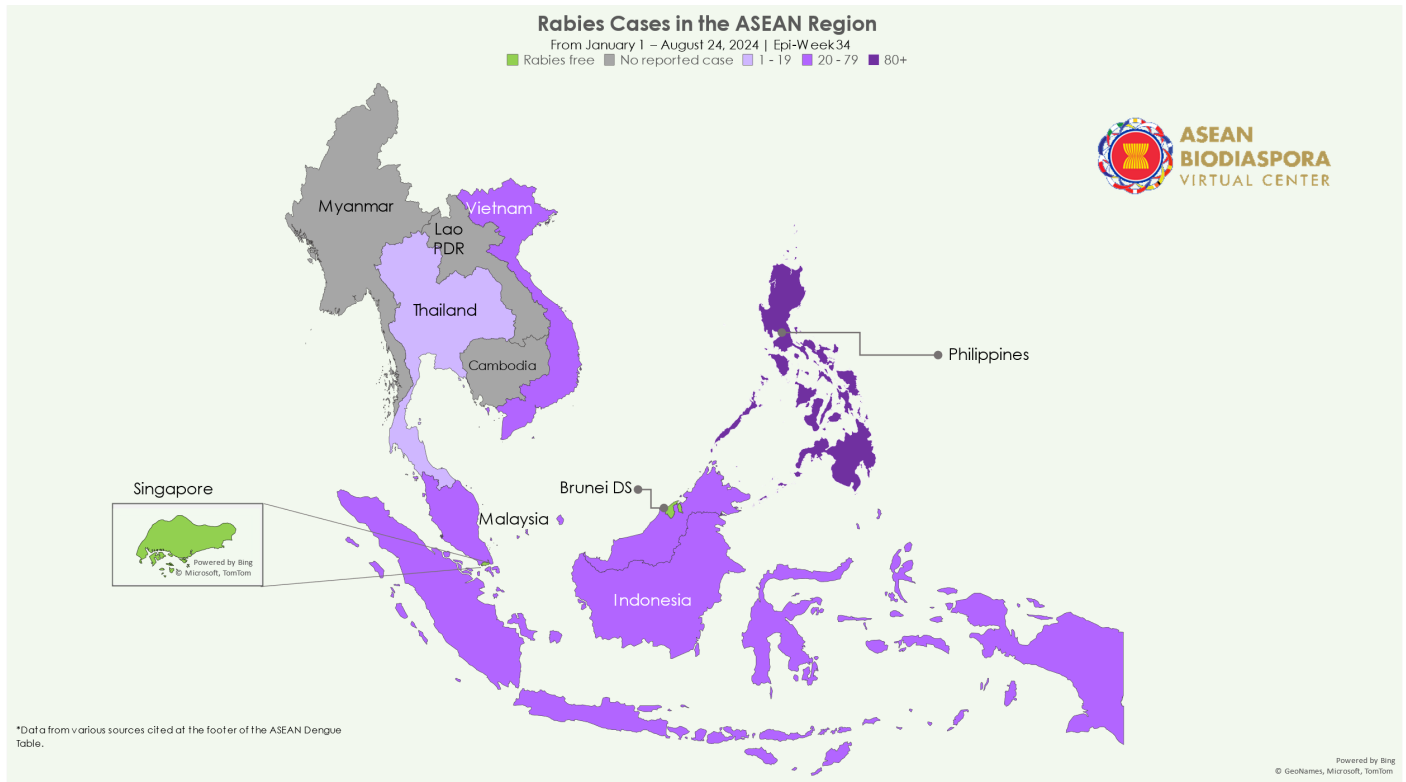 Rabies Cases in the ASEAN Region
From January 1 – August 24, 2024 | Epi-Week 34
Rabies free No reported case 1 - 19 20 - 79 80+
ASEAN
BIODIASPORA
VIRTUAL CENTER
Myanmar
Vietnam
Lao
PDR
Thailand
Cambodia
Philippines
Singapore
Brunei DS
Malaysia
Powered by Bing
© Microsoft, TomTom
Indonesia
*Data from various sources cited at the footer of the ASEAN Dengue
Table.
Powered by Bing
© GeoNames, Microsoft, TomTom